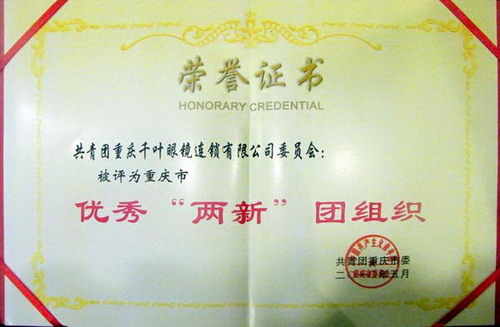 荣誉证书
HONORARY CREDENTIAL
共青团重庆千叶眼镜连锁有限公司委员会：
被评为重庆市
优秀“两新”团组织
共青团重庆市委
五月